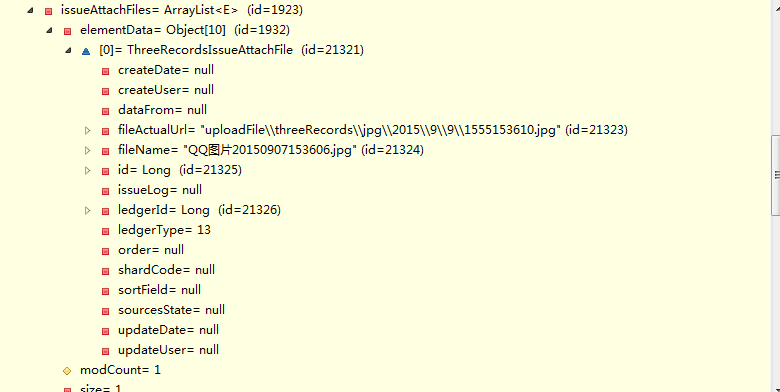 issueAttachFiles= ArrayList<E> (id=1923)
elementData= Object[10] (id=1932)
[0]= ThreeRecordsIssueAttachFile (id=21321)
createDate= null
createUser= null
dataFrom= null
fileActualUrl= "uploadFile\\threeRecords\\jpg\\2015\\9\\9\\1555153610.jpg" (id=21323)
fileName= "QQ图片20150907153606.jpg" (id=21324)
id= Long (id=21325)
issueLog= null
ledgerId= Long (id=21326)
ledgerType= 13
order= null
shardCode= null
sortField= null
sourcesState= null
updateDate= null
updateUser= null
modCount= 1
size= 1